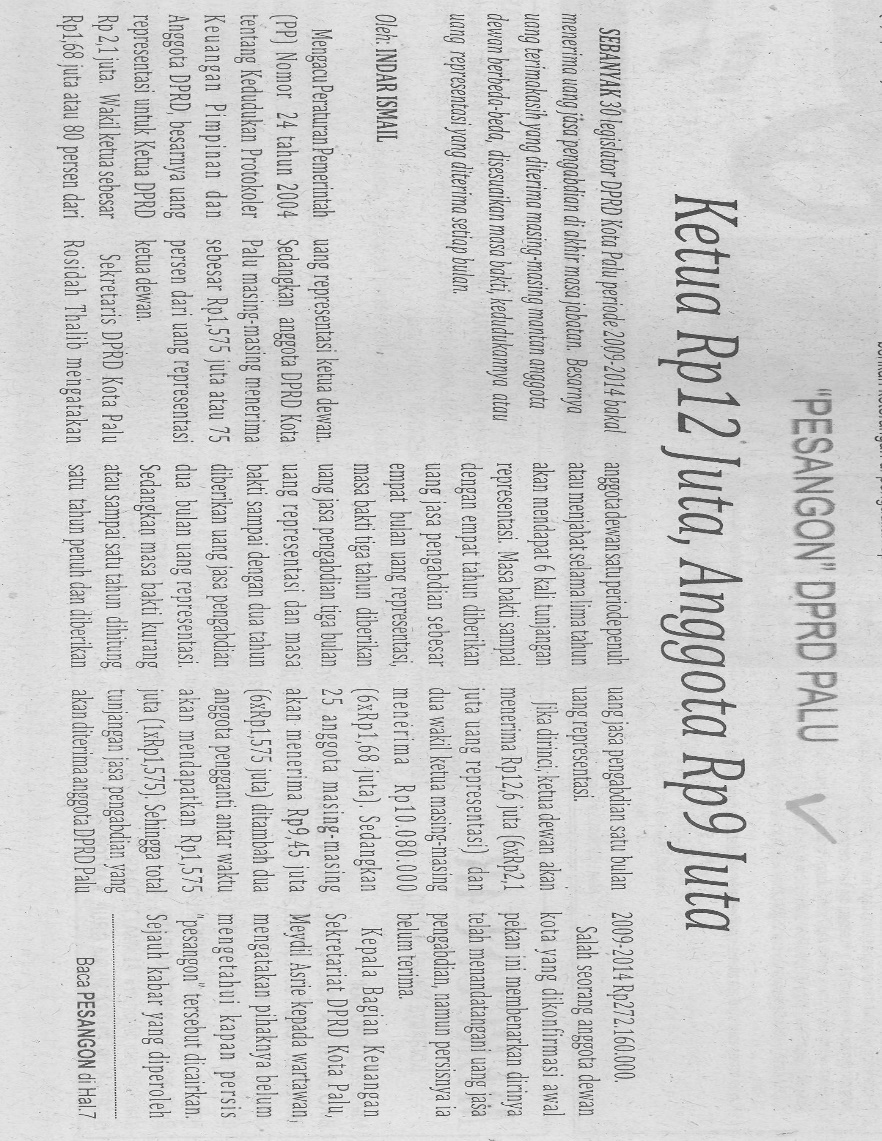 "PESANGON" DPRD PALU
Ketua Rp12 Juta, Anggota Rp9 Juta
SEBANYAK 30 legislator DPRD Kota Palu periode 2009-2014 bakal
menerima uang jasa pengabdian di akhir masa jabatan. Besarnya
uang terimakasih yang diterima masing-masing mantan anggota
dewan berbeda-beda, disesuaikan masa bakti, kedudukannya atau
uang representasi yang diterima setiap bulan.
Oleh: INDAR ISMAIL
Mengacu Peraturan Pemerintah
(PP) Nomor 24 tahun 2004
tentang Kedudukan Protokoler
Keuangan Pimpinan dan
Anggota DPRD, besarnya uang
representasi untuk Ketua DPRD
Rp 2,1 juta. Wakil ketua sebesar
Rp1,68 juta atau 80 persen dari
uang representasi ketua dewan.
Sedangkan anggota DPRD Kota
Palu masing-masing menerima
sebesar Rp1,575 juta atau 75
persen dari uang representasi
ketua dewan.
Sekretaris DPRD Kota Palu
Rosidah Thalib mengatakan
anggota dewan satu periode penuh
atau menjabat selama lima tahun
akan mendapat 6 kali tunjangan
representasi. Masa bakti sampai
dengan empat tahun diberikan
uang jasa pengabdian sebesar
empat bulan uang representasi,
masa bakti tiga tahun diberikan
uang jasa pengabdian tiga bulan
uang representasi dan masa
bakti sampai dengan dua tahun
diberikan uang jasa pengabdian
dua bulan uang representasi.
Sedangkan masa bakti kurang
atau sampai satu tahun dihitung
satu tahun penuh dan diberikan
uang jasa pengabdian satu bulan
uang representasi.
Jika dirinci, ketua dewan akan
menerima Rp12,6 juta (6xRp2,1
juta uang representasi) dan
dua wakil ketua masing-masing
menerima Rp10.080.000
(6xRp1,68 juta). Sedangkan
25 anggota masing-masing
akan menerima Rp9,45 juta
(6xRp1,575 juta) ditambah dua
anggota pengganti antar waktu
akan mendapatkan Rp1,575
juta (1xRp1,575). Sehingga total
tunjangan jasa pengabdian yang
akan diterima anggota DPRD Palu
2009-2014 Rp272.160.000.
Salah seorang anggota dewan
kota yang dikonfirmasi awal
pekan ini membenarkan dirinya
telah menandatangani uang jasa
pengabdian, namun persisnya ia
belum terima.
Kepala Bagian Keuangan
Sekretariat DPRD Kota Palu,
Meydil Asrie kepada wartawan,
mengatakan pihaknya belum
mengetahui kapan persis
"pesangon" tersebut dicairkan.
Sejauh kabar yang diperoleh
Baca PESANGON di Hal.7